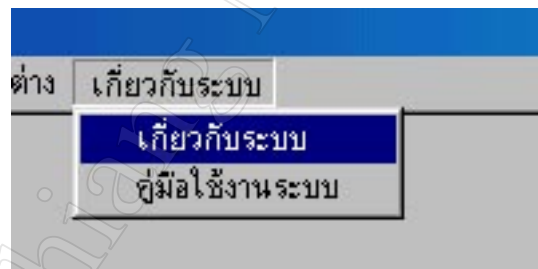 ต่าง เกี่ยวกับระบบ
เกี่ยวกับระบบ
คู่มือใช้งานระบบ